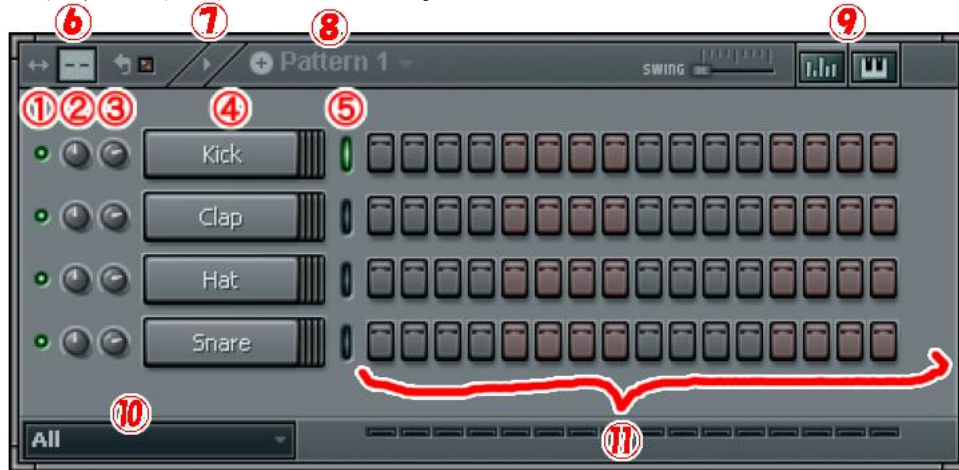 ⑥ ⑦ ⑧ ⑨
Pattern 1 SWING
① ② ③ ④ ⑤
Kick
Clap
Hat
Snare
⑩ ⑪
All